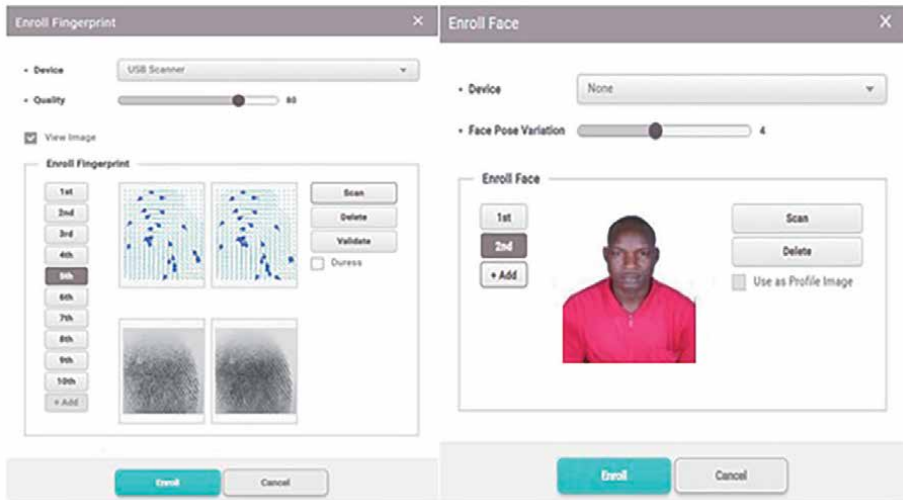 Enroll Fingerprint
Device
USB Scanner
Quality
80
View Image
Enroll Fingerprint
1st
2nd
3rd
4th
5th
6th
7th
8th
9th
10th
+ Add
Scan
Delete
Validate
Duress
Enroll
Cancel
Enroll Face
X
Device
None
Face Pose Variation
4
Enroll Face
1st
2nd
+ Add
Scan
Delete
Use as Profile Image
Enroll
Cancel